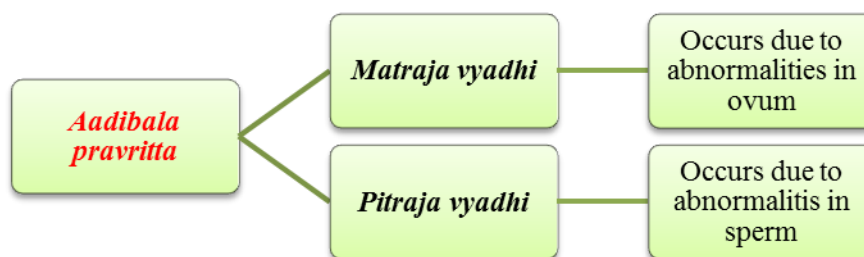 Aadibala
pravritta
Matraja vyadhi
Occurs due to
abnormalities in
ovum
Pitraja vyadhi
Occurs due to
abnormalitis in
sperm